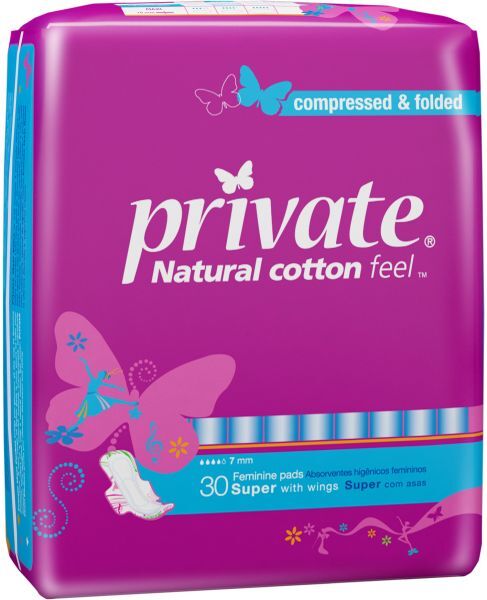 compressed & folded
private®
Natural cotton feel™
7 mm
30 Feminine pads Absorventes higiênicos femininos
Super with wings Super com asas